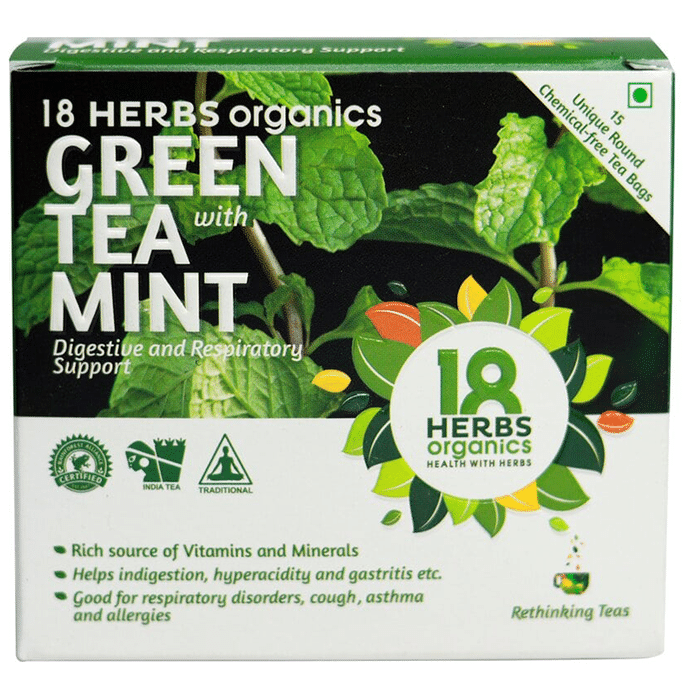 MINT
Digestive and Respiratory Support
18 HERBS organics
GREEN
TEA with
MINT
Digestive and Respiratory
Support
15
Unique Round
Chemical-free Tea Bags
18
HERBS
organics
HEALTH WITH HERBS
RAINFOREST ALLIANCE
CERTIFIED
INDIA TEA
TRADITIONAL
Rich source of Vitamins and Minerals
Helps indigestion, hyperacidity and gastritis etc.
Good for respiratory disorders, cough, asthma
and allergies
Rethinking Teas